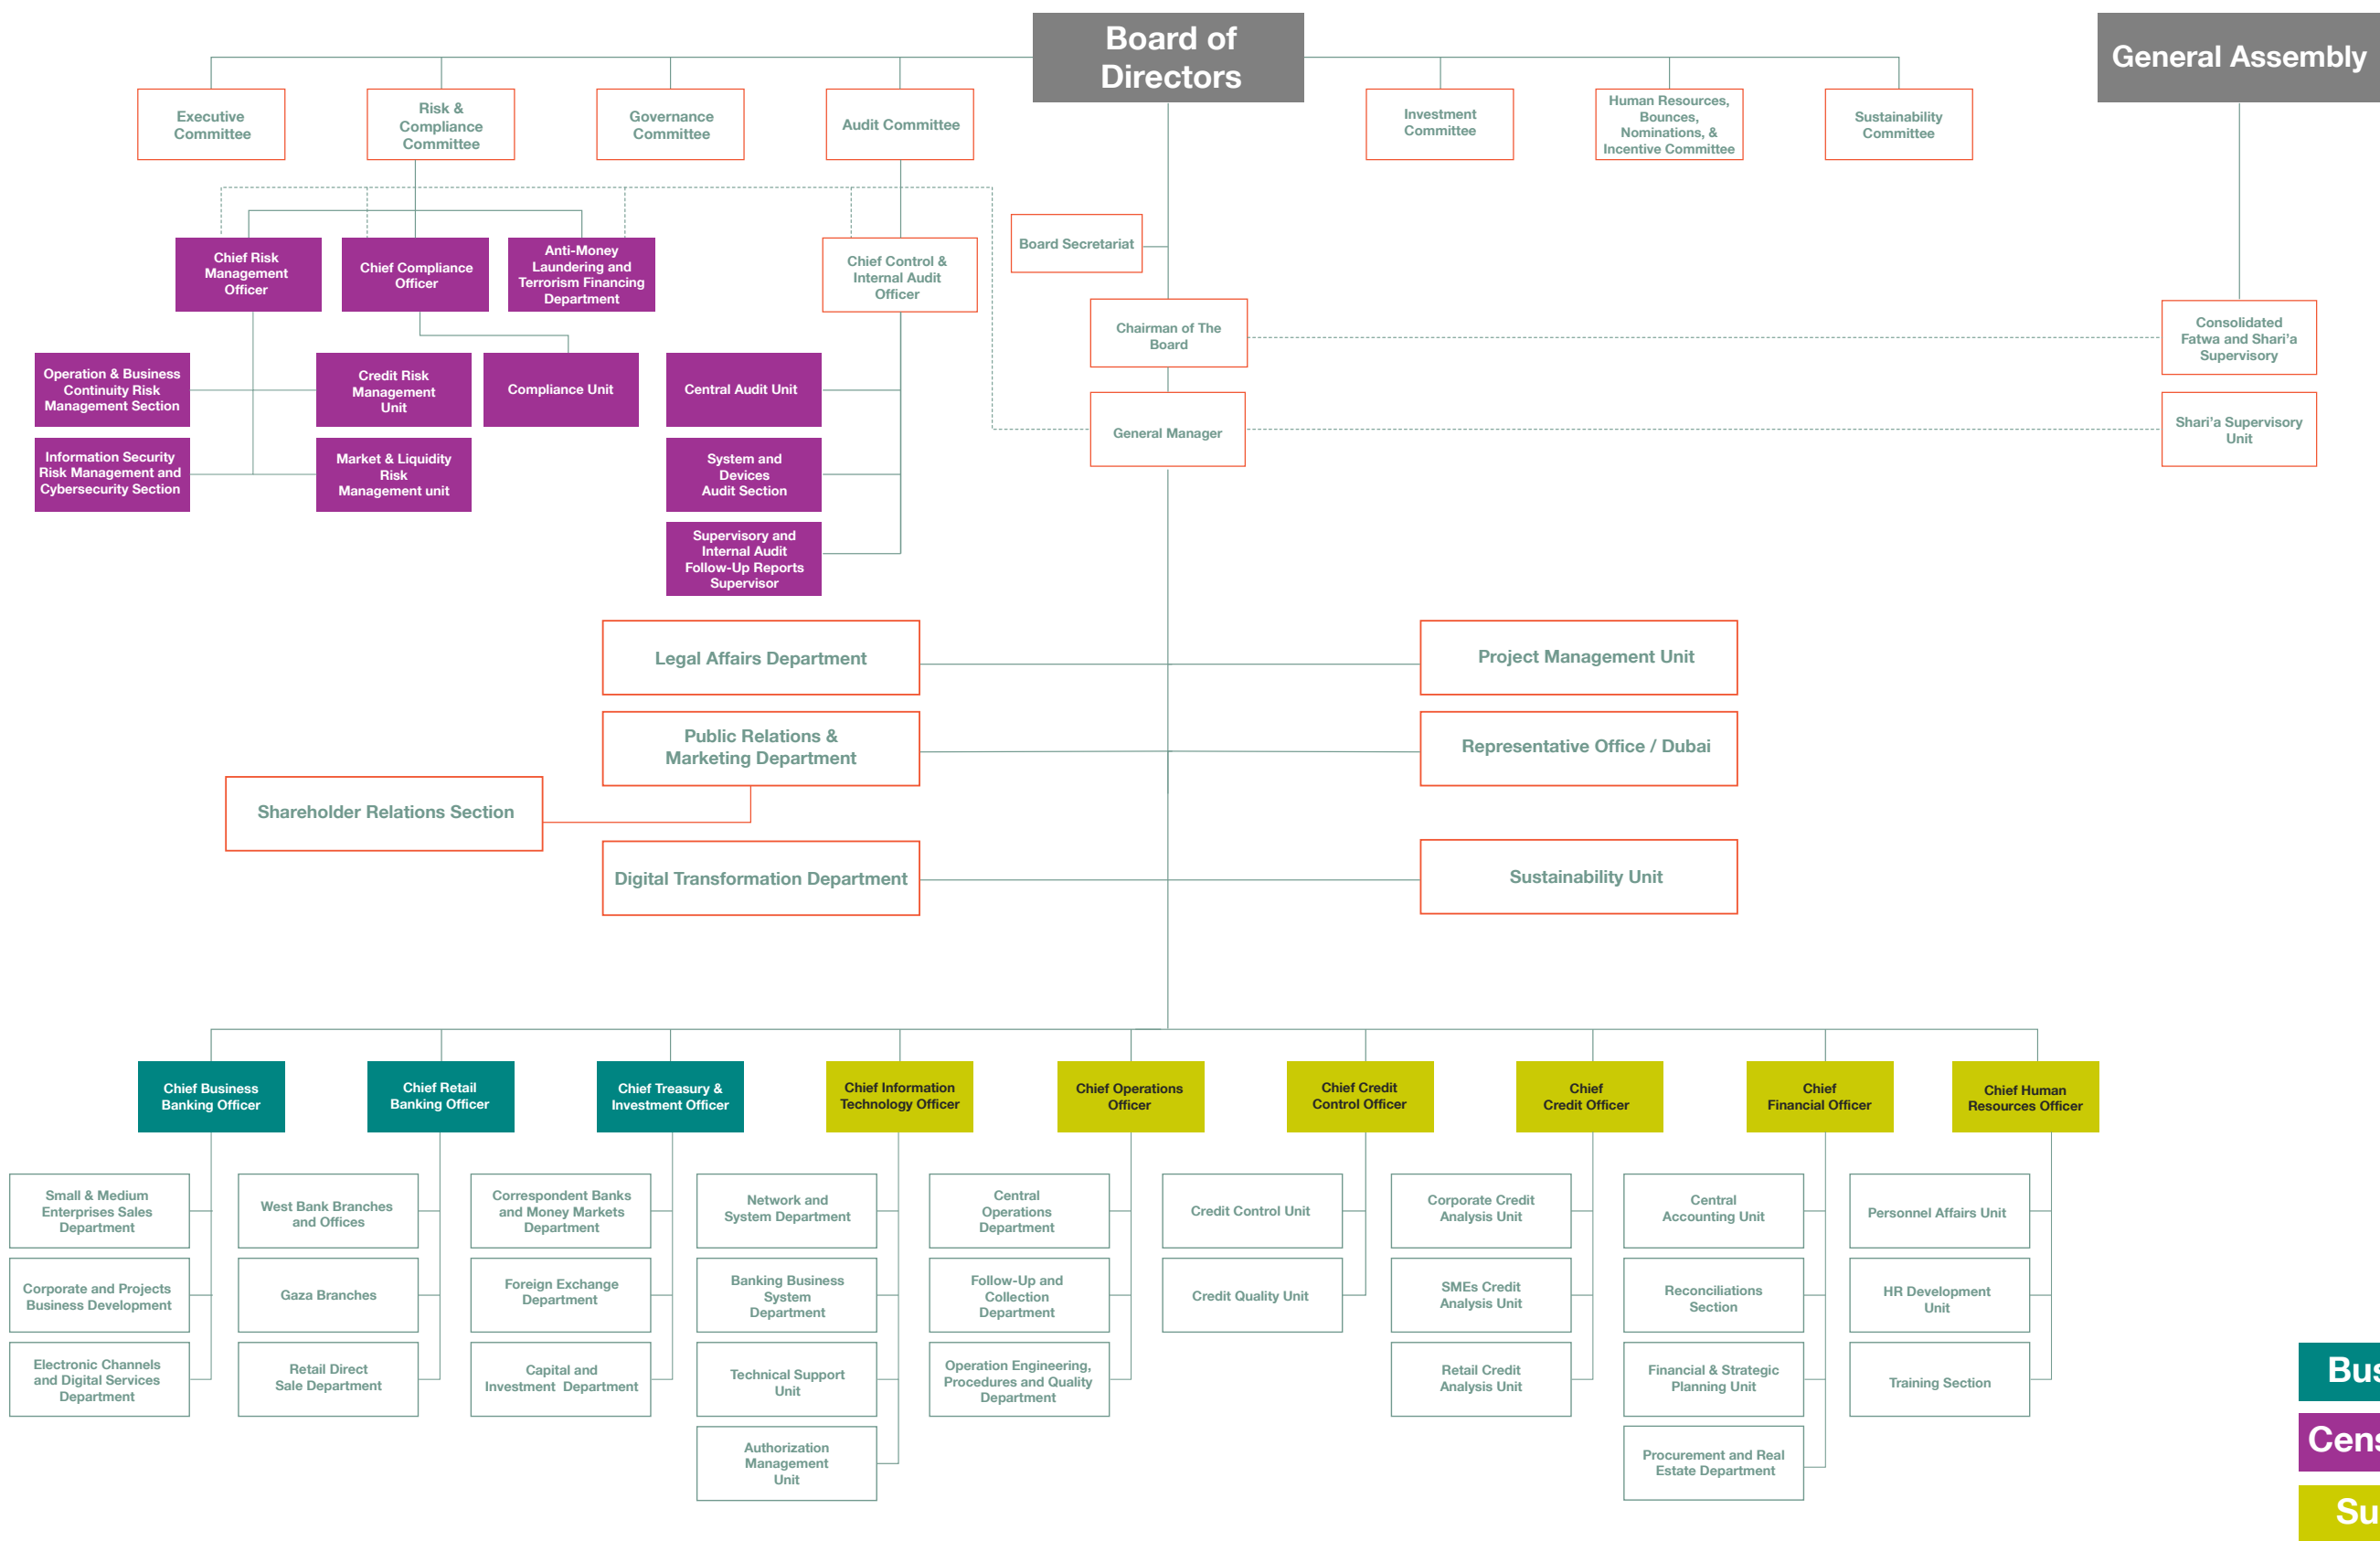 Board of
Directors
General Assembly
Executive
Committee
Risk &
Compliance
Committee
Governance
Committee
Audit Committee
Investment
Committee
Human Resources,
Bounces,
Nominations, &
Incentive Committee
Sustainability
Committee
Board Secretariat
Chief Risk
Management
Officer
Chief Compliance
Officer
Anti-Money
Laundering and
Terrorism Financing
Department
Chief Control &
Internal Audit
Officer
Chairman of The
Board
Consolidated
Fatwa and Shari'a
Supervisory
Operation & Business
Continuity Risk
Management Section
Credit Risk
Management
Unit
Compliance Unit
Central Audit Unit
General Manager
Shari'a Supervisory
Unit
Information Security
Risk Management and
Cybersecurity Section
Market & Liquidity
Risk
Management unit
System and
Devices
Audit Section
Supervisory and
Internal Audit
Follow-Up Reports
Supervisor
Legal Affairs Department
Project Management Unit
Public Relations &
Marketing Department
Representative Office / Dubai
Shareholder Relations Section
Digital Transformation Department
Sustainability Unit
Chief Business
Banking Officer
Chief Retail
Banking Officer
Chief Treasury &
Investment Officer
Chief Information
Technology Officer
Chief Operations
Officer
Chief Credit
Control Officer
Chief
Credit Officer
Chief
Financial Officer
Chief Human
Resources Officer
Small & Medium
Enterprises Sales
Department
West Bank Branches
and Offices
Correspondent Banks
and Money Markets
Department
Network and
System Department
Central
Operations
Department
Credit Control Unit
Corporate Credit
Analysis Unit
Central
Accounting Unit
Personnel Affairs Unit
Corporate and Projects
Business Development
Gaza Branches
Foreign Exchange
Department
Banking Business
System
Department
Follow-Up and
Collection
Department
Credit Quality Unit
SMEs Credit
Analysis Unit
Reconciliations
Section
HR Development
Unit
Electronic Channels
and Digital Services
Department
Retail Direct
Sale Department
Capital and
Investment Department
Technical Support
Unit
Operation Engineering,
Procedures and Quality
Department
Retail Credit
Analysis Unit
Financial & Strategic
Planning Unit
Training Section
Authorization
Management
Unit
Procurement and Real
Estate Department
Bus
Cens
Su